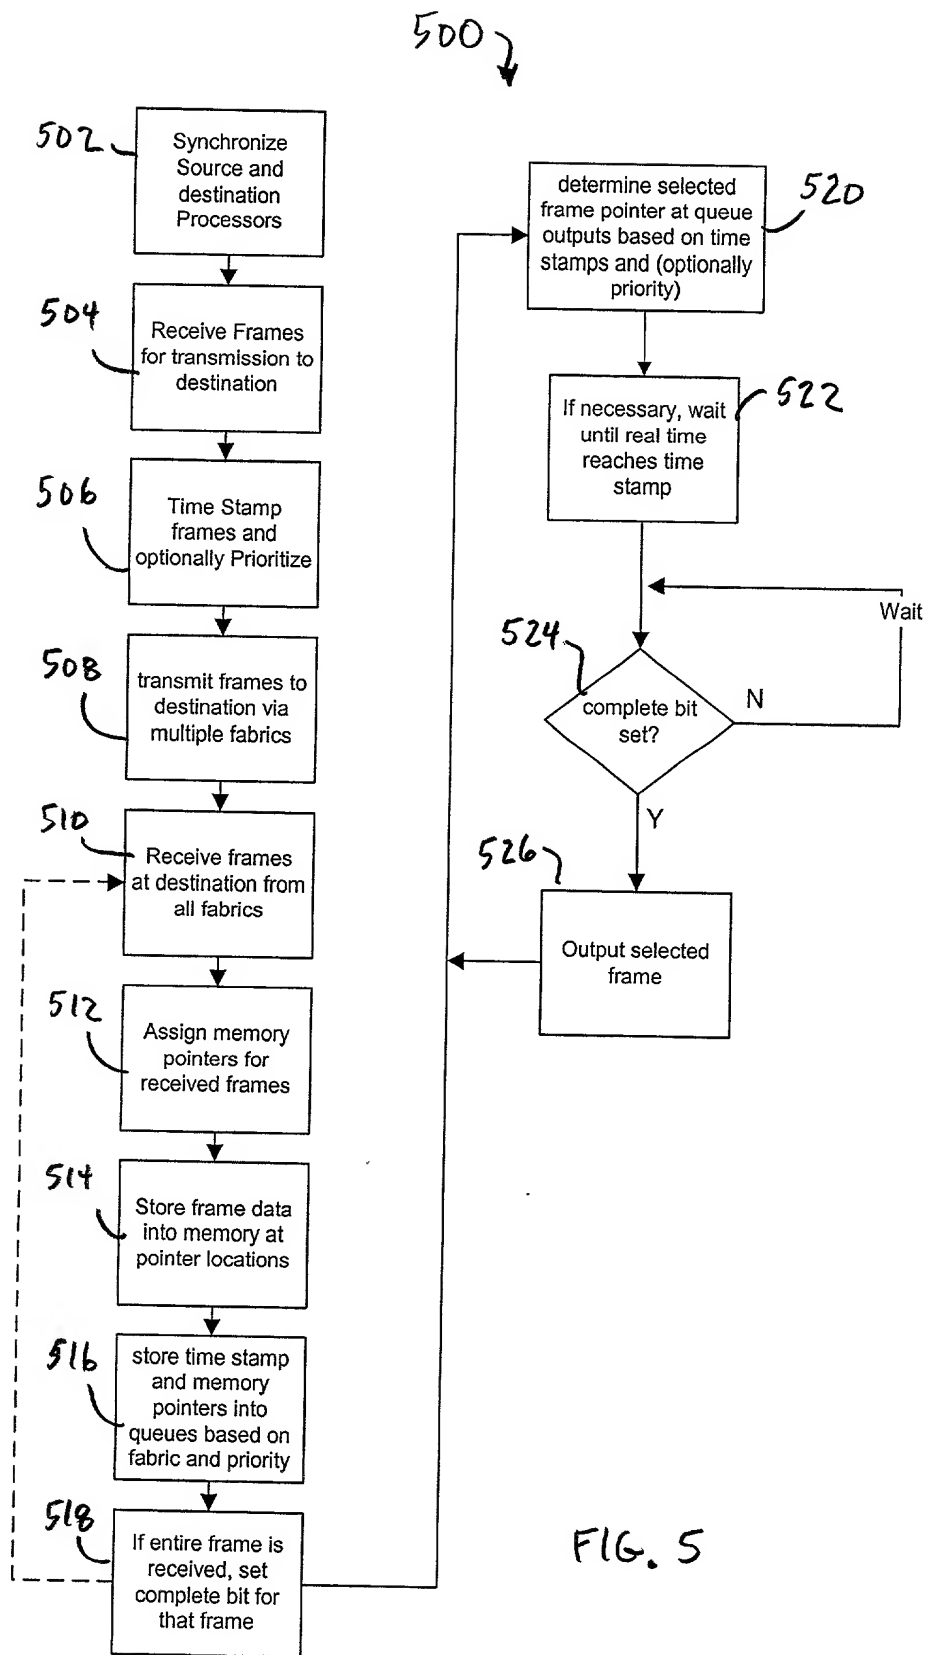 500
502
Synchronize
Source and
destination
Processors
504
Receive Frames
for transmission to
destination
506
Time Stamp
frames and
optionally Prioritize
508
transmit frames to
destination via
multiple fabrics
510
Receive frames
at destination from
all fabrics
512
Assign memory
pointers for
received frames
514
Store frame data
into memory at
pointer locations
516
store time stamp
and memory
pointers into
queues based on
fabric and priority
518
If entire frame is
received, set
complete bit for
that frame
520
determine selected
frame pointer at queue
outputs based on time
stamps and (optionally
priority)
522
If necessary, wait
until real time
reaches time
stamp
Wait
524
complete bit
set?
N
Y
526
Output selected
frame
FIG. 5